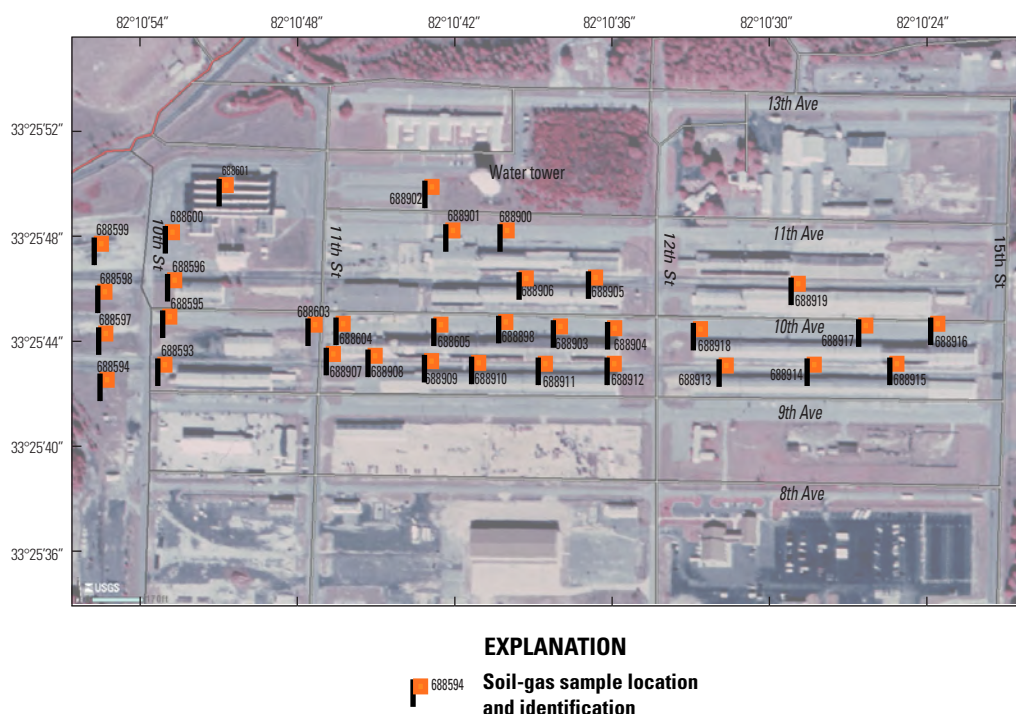 82°10’54” 82°10’48” 82°10’42” 82°10’36” 82°10’30” 82°10’24”
33°25’52”
33°25’48”
33°25’44”
33°25’40”
33°25’36”
13th Ave
Water tower
688601
688902
688599
688600
688901
688900
11th Ave
10th St
11th St
12th St
15th St
688598
688596
688906
688905
688919
688595
688597
688603
688604
688605
688898
688903
688904
688918
10th Ave
688917
688916
688594
688593
688907
688908
688909
688910
688911
688912
688913
688914
688915
9th Ave
8th Ave
USGS
EXPLANATION
688594 Soil-gas sample location
and identification